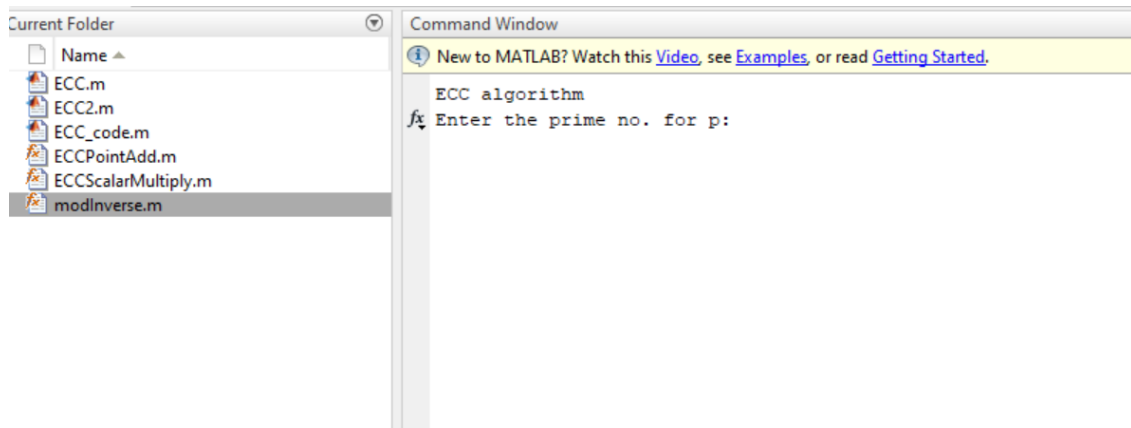 Current Folder
Name
ECC.m
ECC2.m
ECC_code.m
ECCPointAdd.m
ECCScalarMultiply.m
modInverse.m
Command Window
New to MATLAB? Watch this Video, see Examples, or read Getting Started.
ECC algorithm
fx Enter the prime no. for p: